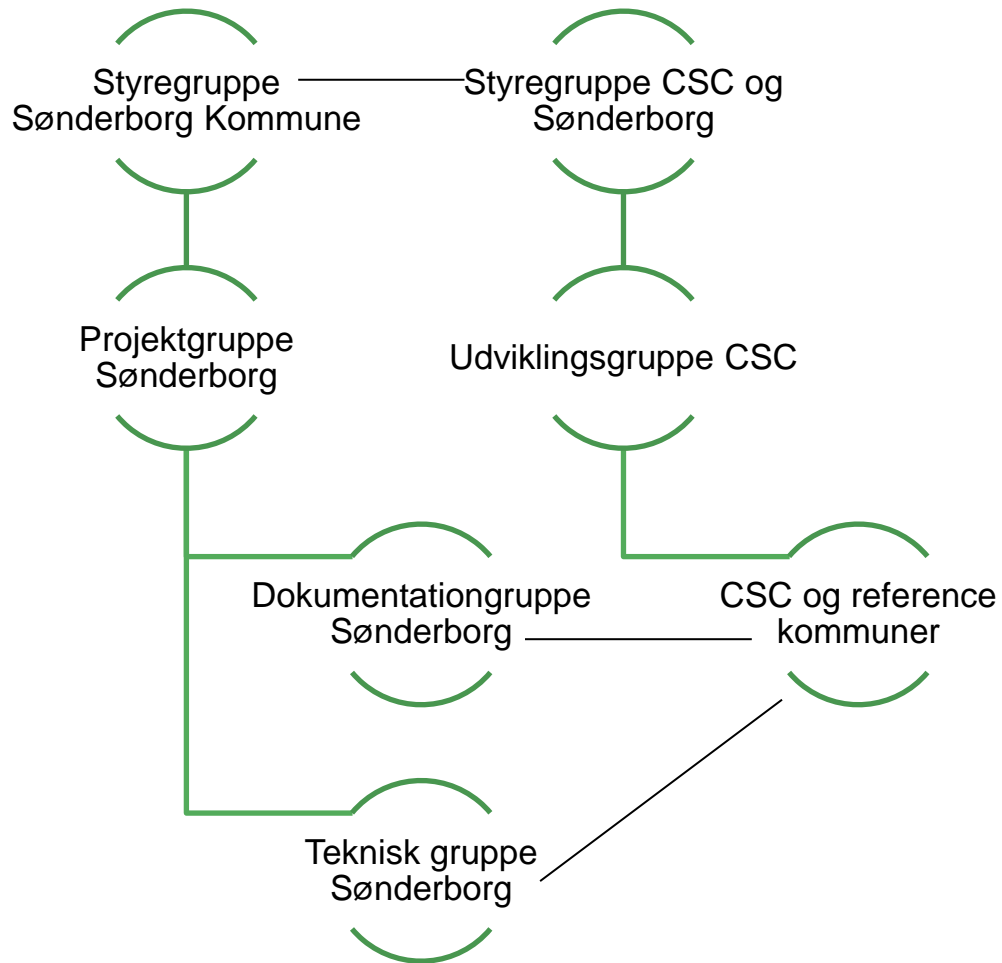 Styregruppe
Sønderborg Kommune
Styregruppe CSC og
Sønderborg
Projektgruppe
Sønderborg
Udviklingsgruppe CSC
Dokumentationgruppe
Sønderborg
CSC og reference
kommuner
Teknisk gruppe
Sønderborg